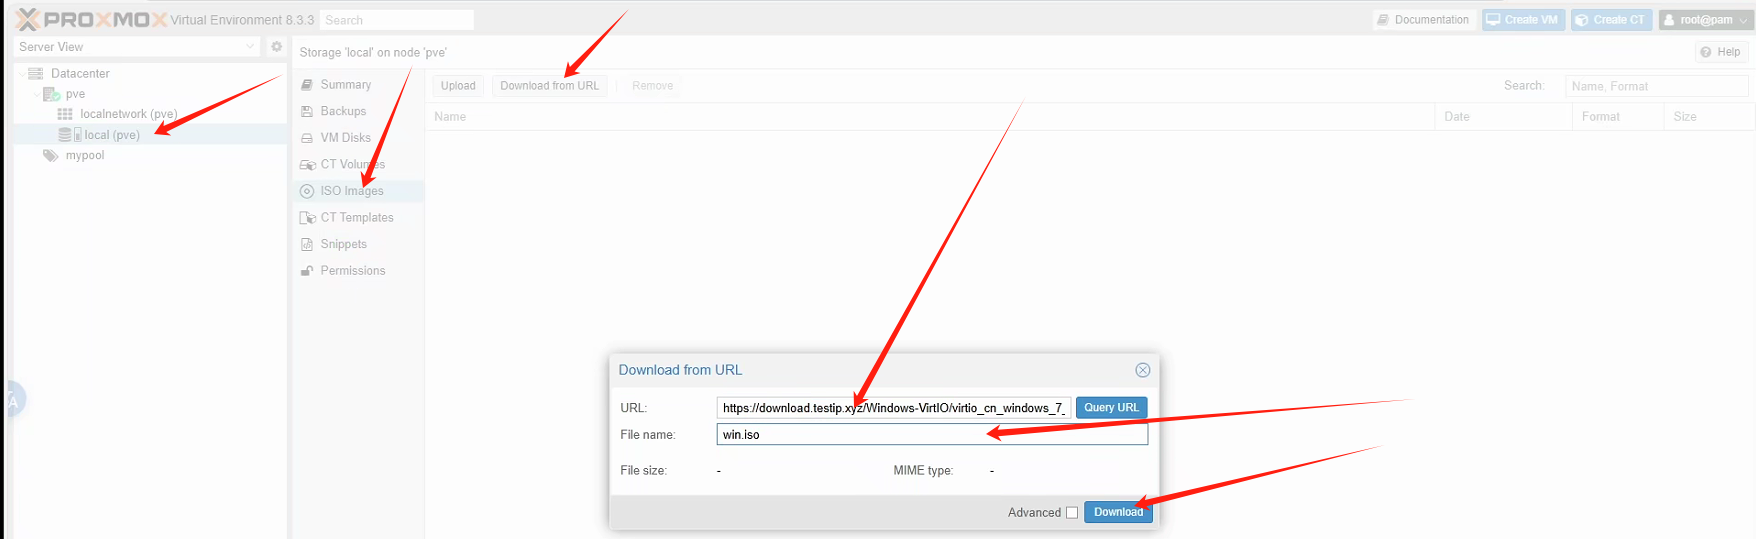 PROXMOX Virtual Environment 8.3.3 Search Documentation Create VM Create CT root@pam
Server View
Storage 'local' on node 'pve' Help
Datacenter
pve
localnetwork (pve)
local (pve)
mypool
Summary
Backups
VM Disks
CT Volumes
ISO Images
CT Templates
Snippets
Permissions
Upload Download from URL Remove Search: Name, Format
Name Date Format Size
Download from URL
URL: https://download.testip.xyz/Windows-VirtIO/virtio_cn_windows_7_ Query URL
File name: win.iso
File size: - MIME type: -
Advanced Download
A